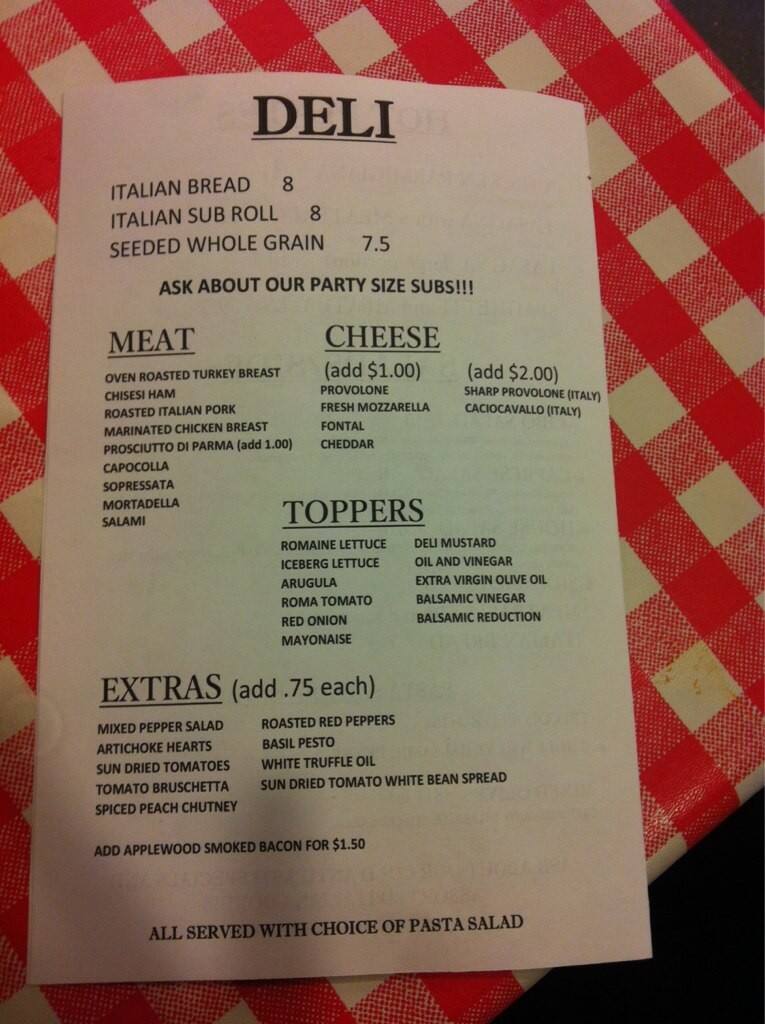 DELI
ITALIAN BREAD 8
ITALIAN SUB ROLL 8
SEEDED WHOLE GRAIN 7.5
ASK ABOUT OUR PARTY SIZE SUBS!!!
MEAT
OVEN ROASTED TURKEY BREAST
CHISESI HAM
ROASTED ITALIAN PORK
MARINATED CHICKEN BREAST
PROSCIUTTO DI PARMA (add 1.00)
CAPOCOLLA
SOPRESSATA
MORTADELLA
SALAMI
CHEESE
(add $1.00)
PROVOLONE
FRESH MOZZARELLA
FONTAL
CHEDDAR
(add $2.00)
SHARP PROVOLONE (ITALY)
CACIOCAVALLO (ITALY)
TOPPERS
ROMAINE LETTUCE
ICEBERG LETTUCE
ARUGULA
ROMA TOMATO
RED ONION
MAYONAISE
DELI MUSTARD
OIL AND VINEGAR
EXTRA VIRGIN OLIVE OIL
BALSAMIC VINEGAR
BALSAMIC REDUCTION
EXTRAS (add .75 each)
MIXED PEPPER SALAD
ARTICHOKE HEARTS
SUN DRIED TOMATOES
TOMATO BRUSCHETTA
SPICED PEACH CHUTNEY
ROASTED RED PEPPERS
BASIL PESTO
WHITE TRUFFLE OIL
SUN DRIED TOMATO WHITE BEAN SPREAD
ADD APPLEWOOD SMOKED BACON FOR $1.50
ALL SERVED WITH CHOICE OF PASTA SALAD